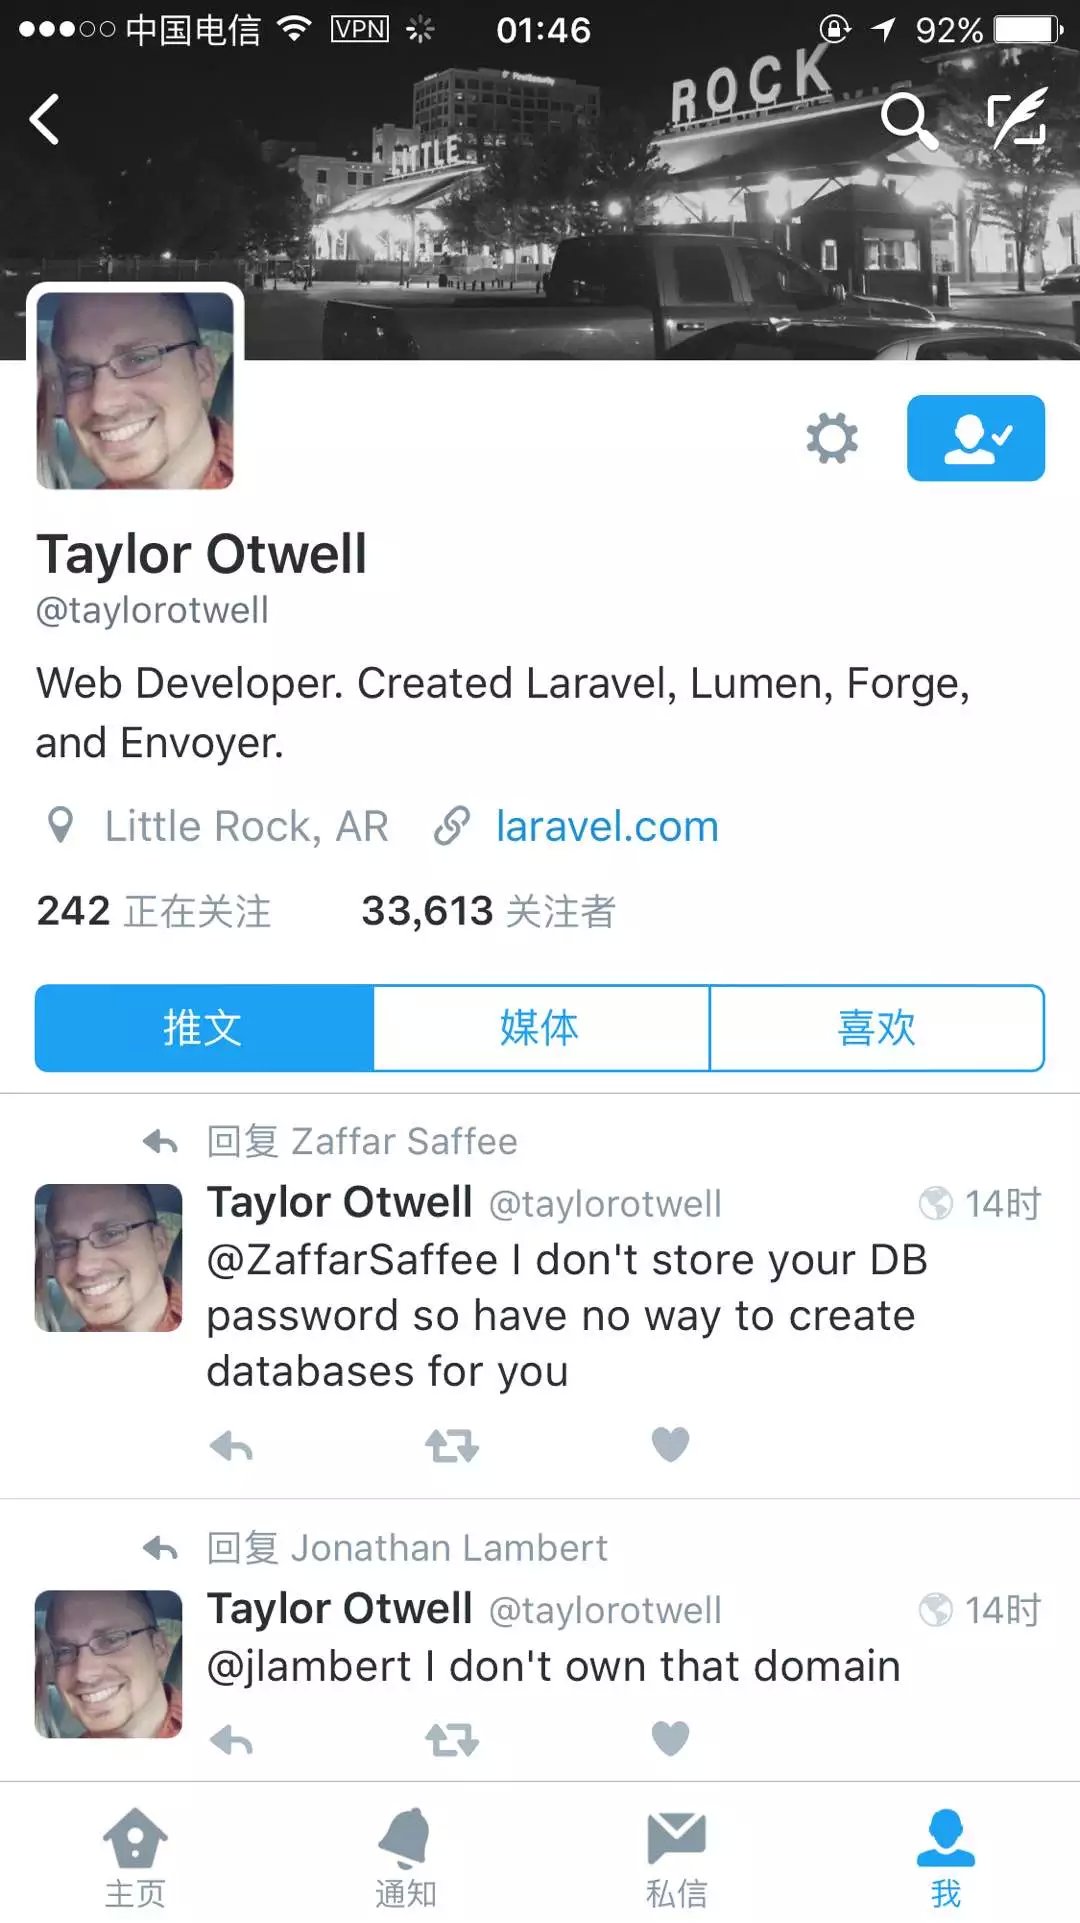 中国电信 VPN 01:46 92%
FirstSecurity
LITTLE
ROCK
Taylor Otwell
@taylorotwell
Web Developer. Created Laravel, Lumen, Forge,
and Envoyer.
Little Rock, AR laravel.com
242 正在关注 33,613 关注者
推文 媒体 喜欢
回复 Zaffar Saffee
Taylor Otwell @taylorotwell 14时
@ZaffarSaffee I don't store your DB
password so have no way to create
databases for you
回复 Jonathan Lambert
Taylor Otwell @taylorotwell 14时
@jlambert I don't own that domain
主页 通知 私信 我